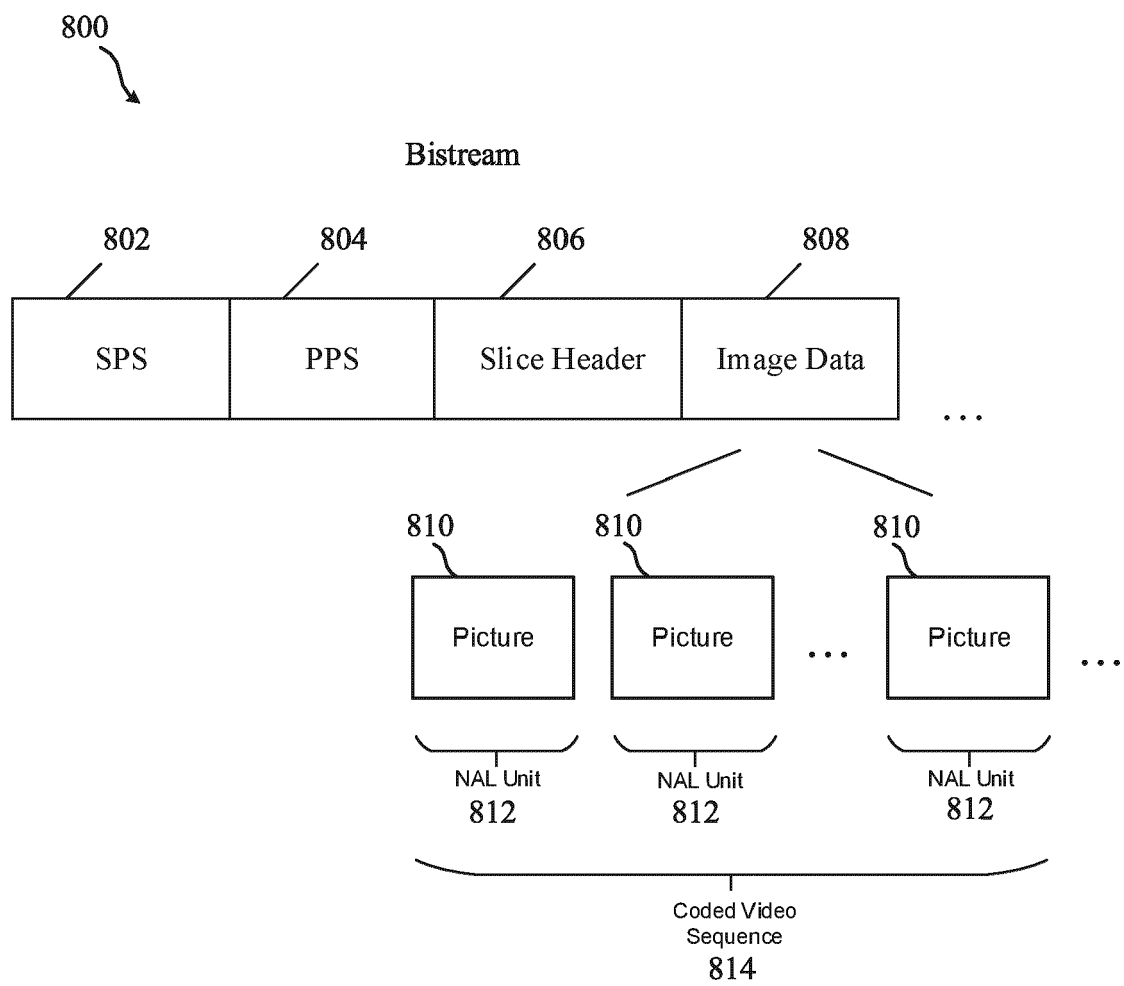 800
Bistream
802 804 806 808
SPS PPS Slice Header Image Data ...
810 810 810
Picture Picture ... Picture ...
NAL Unit NAL Unit NAL Unit
812 812 812
Coded Video
Sequence
814